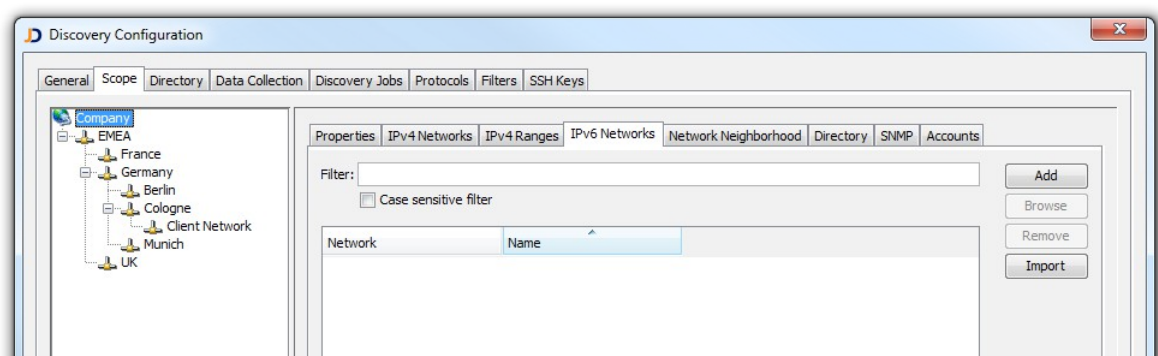 Discovery Configuration
General Scope Directory Data Collection Discovery Jobs Protocols Filters SSH Keys
Company
EMEA
France
Germany
Berlin
Cologne
Client Network
Munich
UK
Properties IPv4 Networks IPv4 Ranges IPv6 Networks Network Neighborhood Directory SNMP Accounts
Filter:
Case sensitive filter
Network Name
Add
Browse
Remove
Import